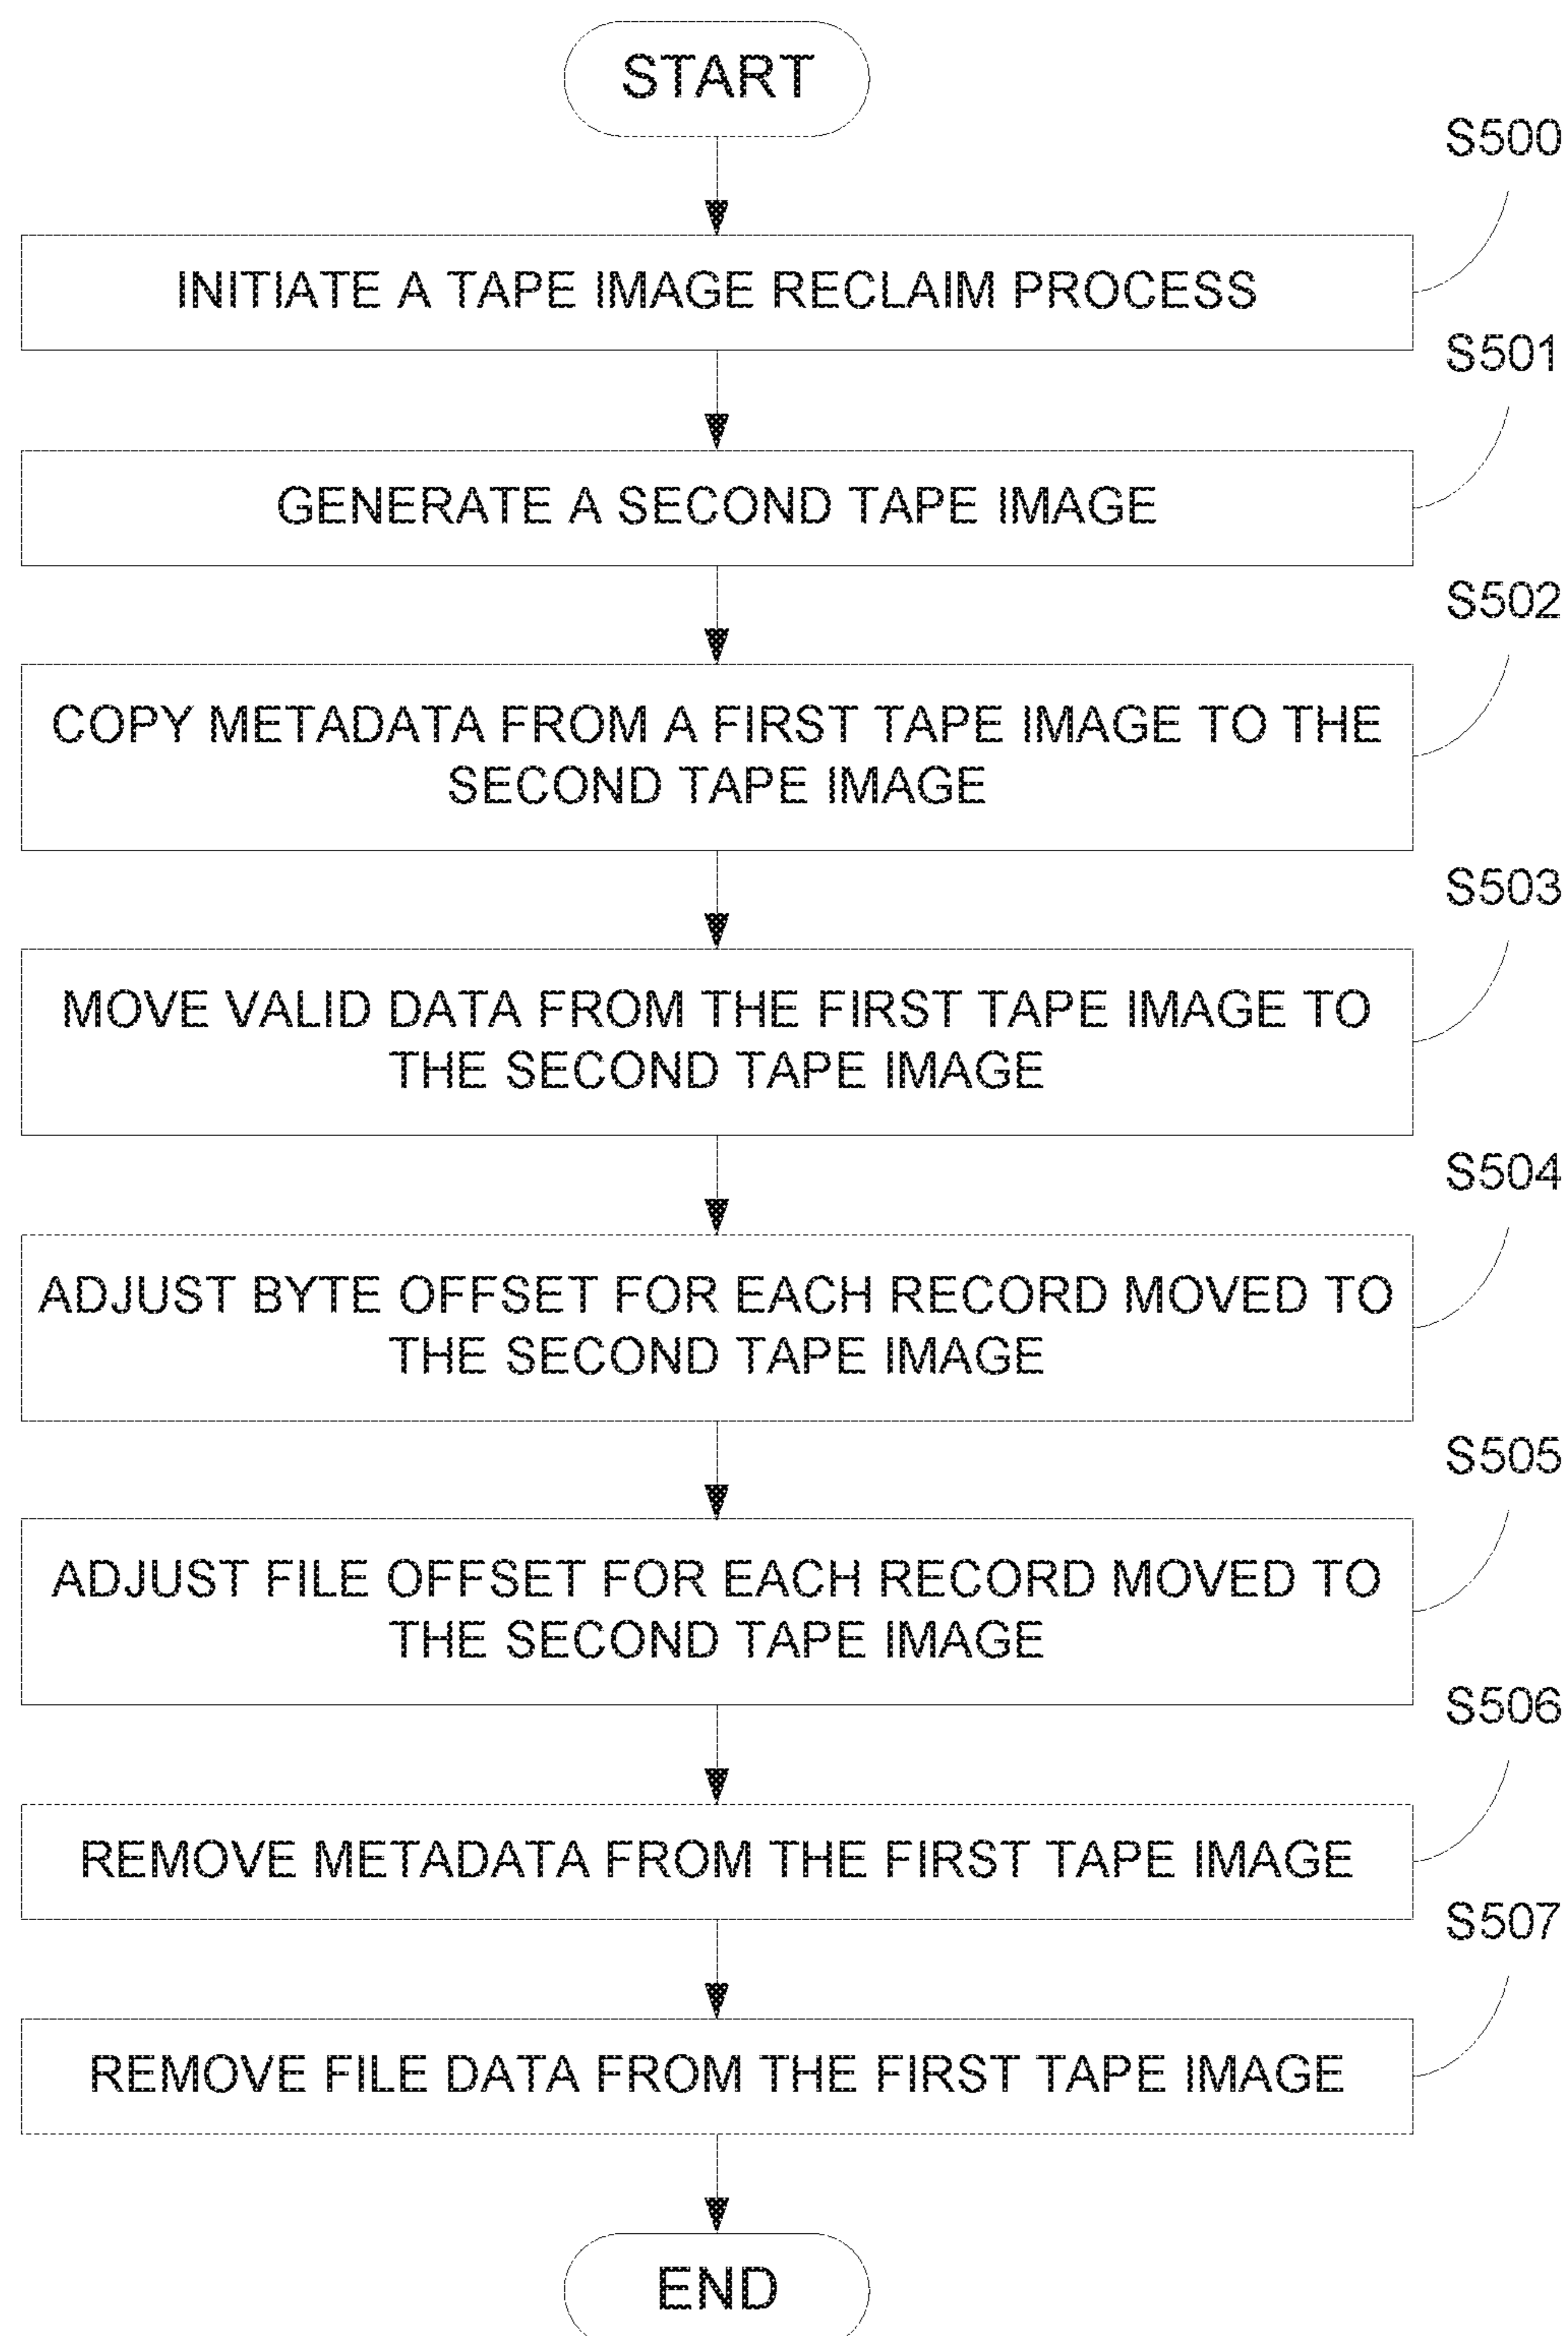 START
S500
INITIATE A TAPE IMAGE RECLAIM PROCESS
S501
GENERATE A SECOND TAPE IMAGE
S502
COPY METADATA FROM A FIRST TAPE IMAGE TO THE
SECOND TAPE IMAGE
S503
MOVE VALID DATA FROM THE FIRST TAPE IMAGE TO
THE SECOND TAPE IMAGE
S504
ADJUST BYTE OFFSET FOR EACH RECORD MOVED TO
THE SECOND TAPE IMAGE
S505
ADJUST FILE OFFSET FOR EACH RECORD MOVED TO
THE SECOND TAPE IMAGE
S506
REMOVE METADATA FROM THE FIRST TAPE IMAGE
S507
REMOVE FILE DATA FROM THE FIRST TAPE IMAGE
END